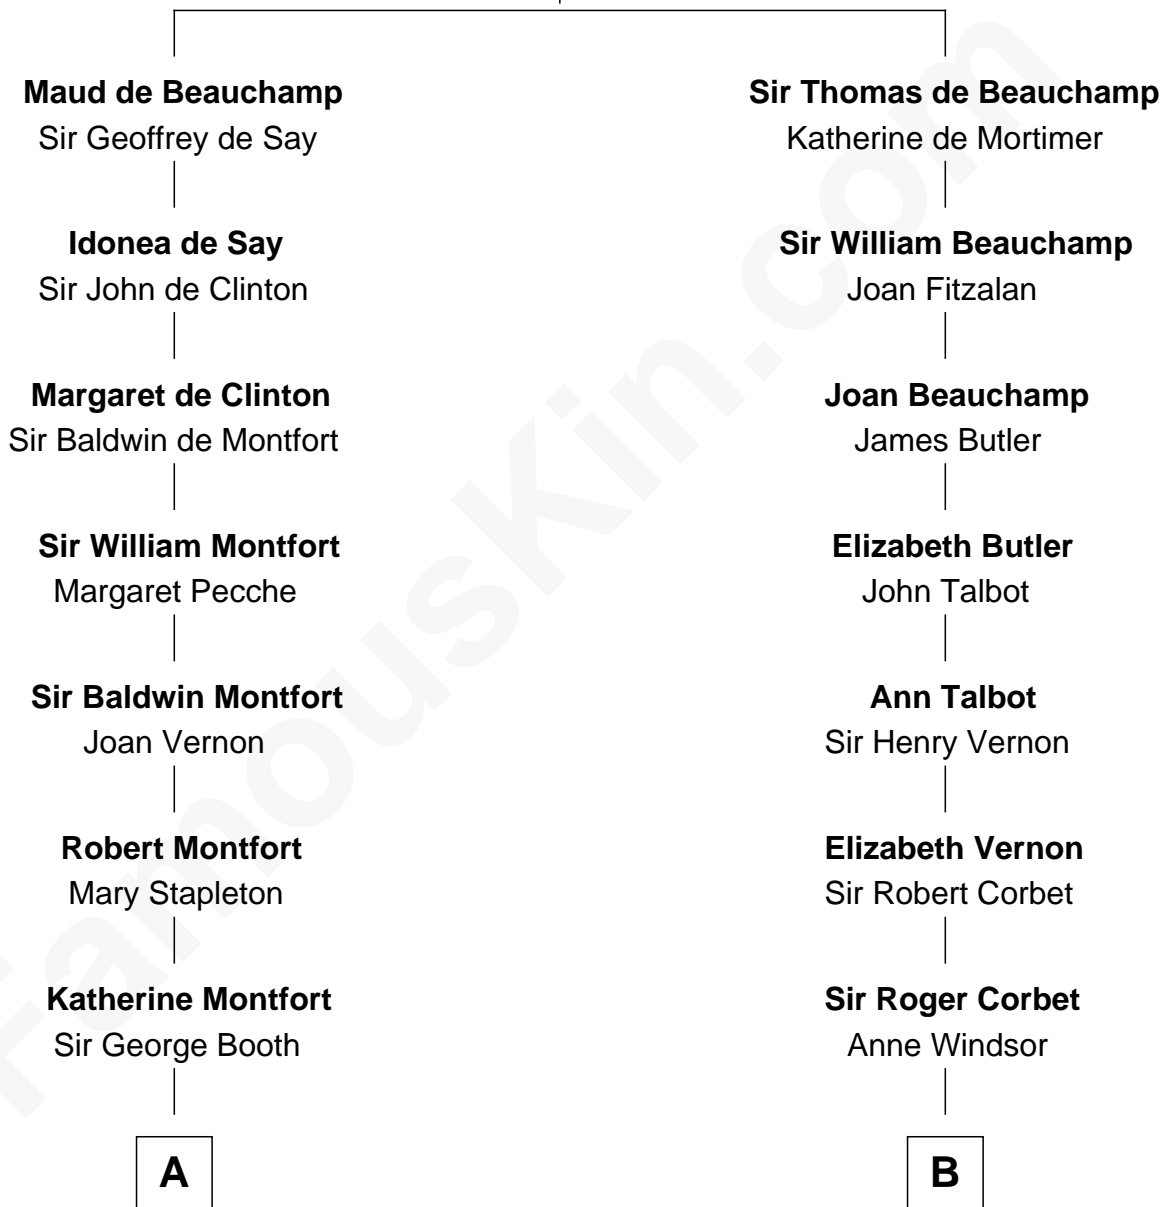 Maud de Beauchamp
Sir Geoffrey de Say
Idonea de Say
Sir John de Clinton
Margaret de Clinton
Sir Baldwin de Montfort
Sir William Montfort
Margaret Pecche
Sir Baldwin Montfort
Joan Vernon
Robert Montfort
Mary Stapleton
Katherine Montfort
Sir George Booth
A
Sir Thomas de Beauchamp
Katherine de Mortimer
Sir William Beauchamp
Joan Fitzalan
Joan Beauchamp
James Butler
Elizabeth Butler
John Talbot
Ann Talbot
Sir Henry Vernon
Elizabeth Vernon
Sir Robert Corbet
Sir Roger Corbet
Anne Windsor
B
FamousKin.com